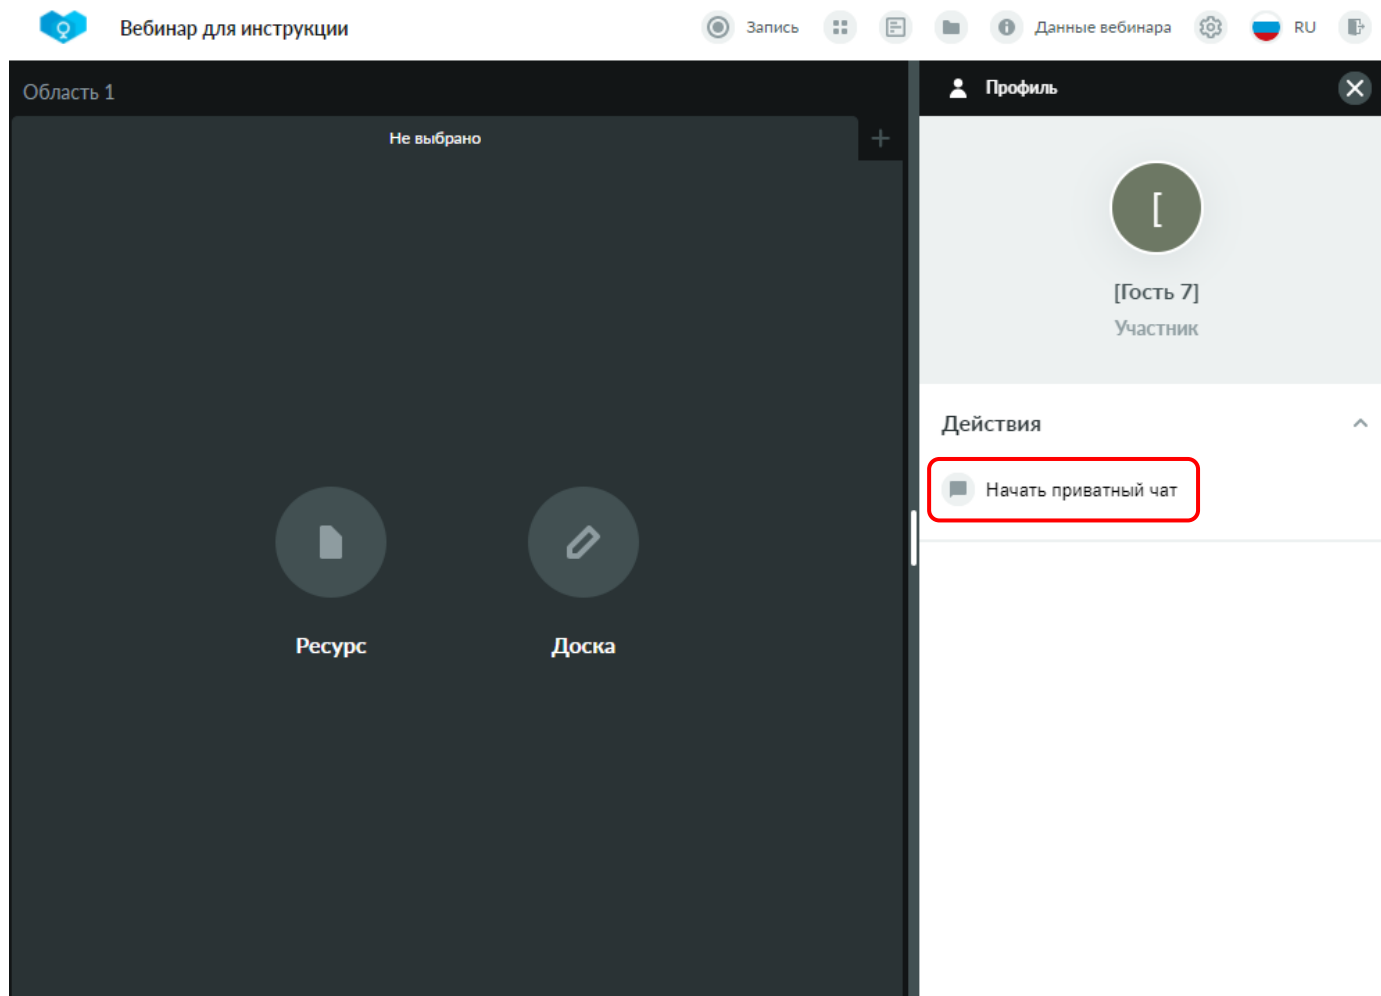 Вебинар для инструкции
Запись
Данные вебинара
RU
Область 1
Не выбрано
Ресурс
Доска
Профиль
[
[Гость 7]
Участник
Действия
Начать приватный чат